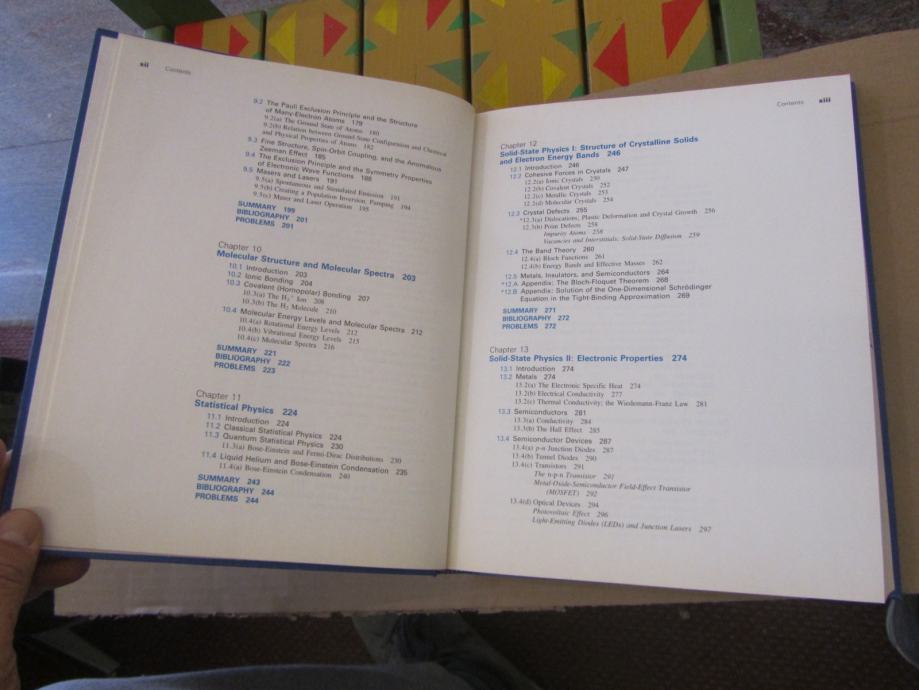 xii Contents
9.2 The Pauli Exclusion Principle and the Structure
of Many-Electron Atoms 179
9.2(a) The Ground State of Atoms 180
9.2(b) Relation between Ground-State Configuration and Chemical
and Physical Properties of Atoms 182
9.3 Fine Structure, Spin-Orbit Coupling, and the Anomalous
Zeeman Effect 185
9.4 The Exclusion Principle and the Symmetry Properties
of Electronic Wave Functions 188
9.5 Masers and Lasers 191
9.5(a) Spontaneous and Stimulated Emission 191
9.5(b) Creating a Population Inversion; Pumping 194
9.5(c) Maser and Laser Operation 195
SUMMARY 199
BIBLIOGRAPHY 201
PROBLEMS 201
Chapter 10
Molecular Structure and Molecular Spectra 203
10.1 Introduction 203
10.2 Ionic Bonding 204
10.3 Covalent (Homopolar) Bonding 207
10.3(a) The H₂⁺ Ion 208
10.3(b) The H₂ Molecule 210
10.4 Molecular Energy Levels and Molecular Spectra 212
10.4(a) Rotational Energy Levels 212
10.4(b) Vibrational Energy Levels 215
10.4(c) Molecular Spectra 216
SUMMARY 221
BIBLIOGRAPHY 222
PROBLEMS 223
Chapter 11
Statistical Physics 224
11.1 Introduction 224
11.2 Classical Statistical Physics 224
11.3 Quantum Statistical Physics 230
11.3(a) Bose-Einstein and Fermi-Dirac Distributions 230
11.4 Liquid Helium and Bose-Einstein Condensation 235
11.4(a) Bose-Einstein Condensation 240
SUMMARY 243
BIBLIOGRAPHY 244
PROBLEMS 244
Contents xiii
Chapter 12
Solid-State Physics I: Structure of Crystalline Solids
and Electron Energy Bands 246
12.1 Introduction 246
12.2 Cohesive Forces in Crystals 247
12.2(a) Ionic Crystals 250
12.2(b) Covalent Crystals 252
12.2(c) Metallic Crystals 253
12.2(d) Molecular Crystals 254
12.3 Crystal Defects 255
*12.3(a) Dislocations; Plastic Deformation and Crystal Growth 256
12.3(b) Point Defects 258
Impurity Atoms 258
Vacancies and Interstitials; Solid-State Diffusion 259
12.4 The Band Theory 260
12.4(a) Bloch Functions 261
12.4(b) Energy Bands and Effective Masses 262
12.5 Metals, Insulators, and Semiconductors 264
*12.A Appendix: The Bloch-Floquet Theorem 268
*12.B Appendix: Solution of the One-Dimensional Schrödinger
Equation in the Tight-Binding Approximation 269
SUMMARY 271
BIBLIOGRAPHY 272
PROBLEMS 272
Chapter 13
Solid-State Physics II: Electronic Properties 274
13.1 Introduction 274
13.2 Metals 274
13.2(a) The Electronic Specific Heat 274
13.2(b) Electrical Conductivity 277
13.2(c) Thermal Conductivity; the Wiedemann-Franz Law 281
13.3 Semiconductors 281
13.3(a) Conductivity 284
13.3(b) The Hall Effect 285
13.4 Semiconductor Devices 287
13.4(a) p-n Junction Diodes 287
13.4(b) Tunnel Diodes 290
13.4(c) Transistors 291
The n-p-n Transistor 291
Metal-Oxide-Semiconductor Field-Effect Transistor
(MOSFET) 292
13.4(d) Optical Devices 294
Photovoltaic Effect 296
Light-Emitting Diodes (LEDs) and Junction Lasers 297